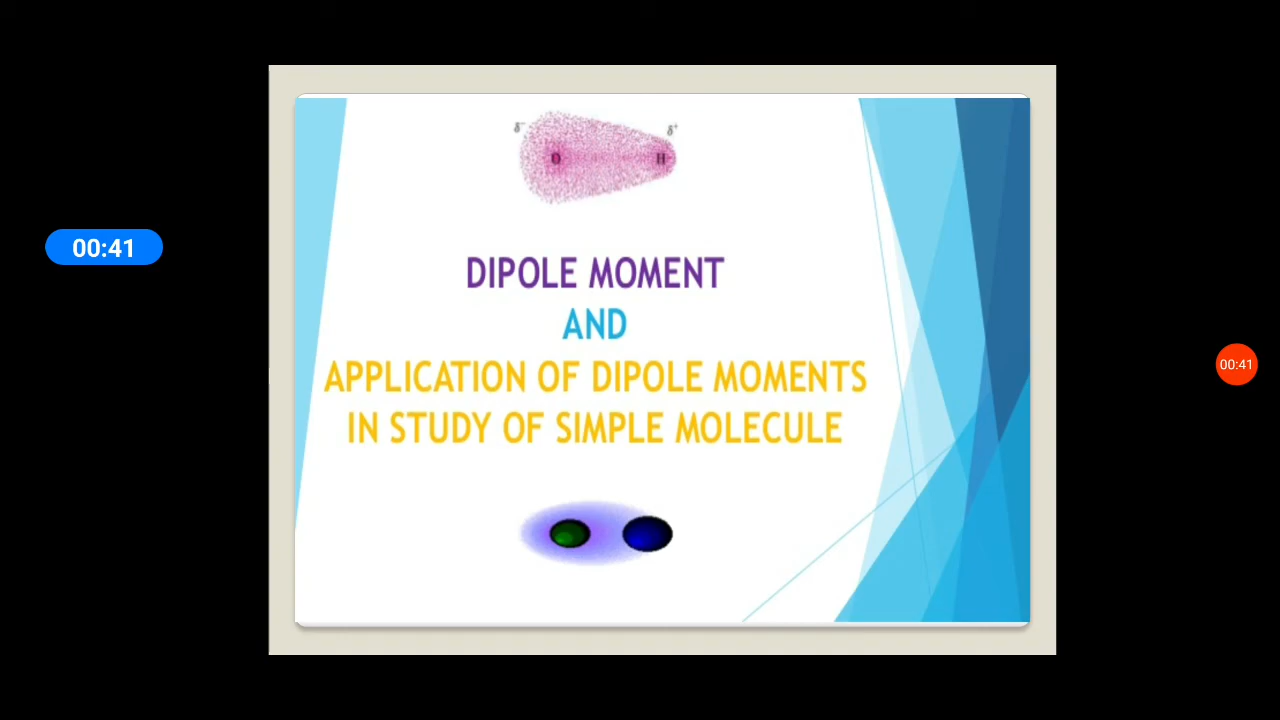 δ⁻ δ⁺
O H
DIPOLE MOMENT
00:41
AND
00:41
APPLICATION OF DIPOLE MOMENTS
IN STUDY OF SIMPLE MOLECULE